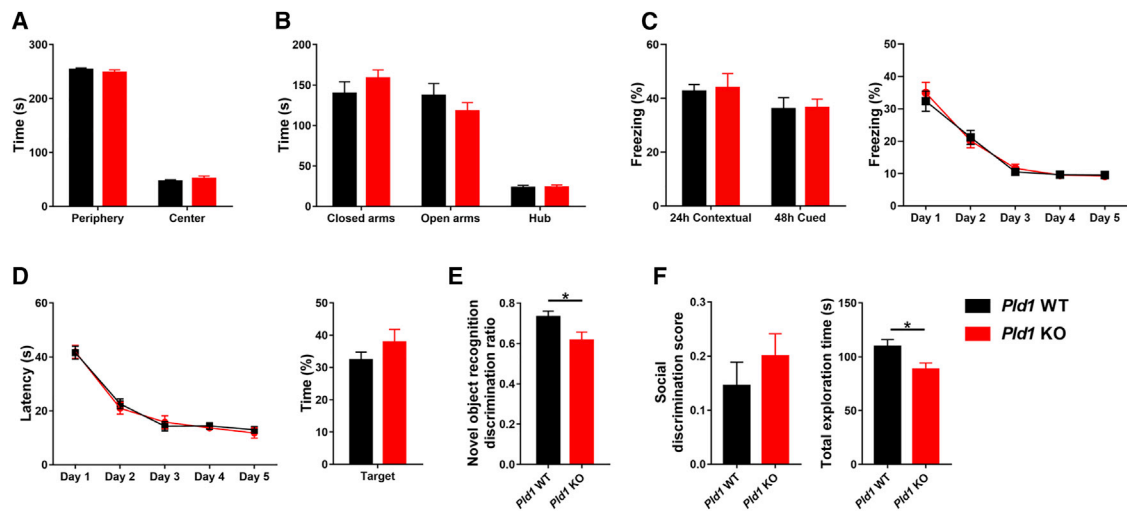 A
Time (s)
300
200
100
0
Periphery Center
B
Time (s)
200
150
100
50
0
Closed arms Open arms Hub
C
Freezing (%)
60
40
20
0
24h Contextual 48h Cued
Freezing (%)
50
40
30
20
10
0
Day 1 Day 2 Day 3 Day 4 Day 5
D
Latency (s)
60
40
20
0
Day 1 Day 2 Day 3 Day 4 Day 5
Time (%)
50
40
30
20
10
0
Target
E
Novel object recognition
discrimination ratio
0.8
0.6
0.4
0.2
0.0
*
Pld1 WT
Pld1 KO
F
Social
discrimination score
0.3
0.2
0.1
0.0
Pld1 WT
Pld1 KO
Total exploration time (s)
150
100
50
0
*
Pld1 WT
Pld1 KO
Pld1 WT
Pld1 KO